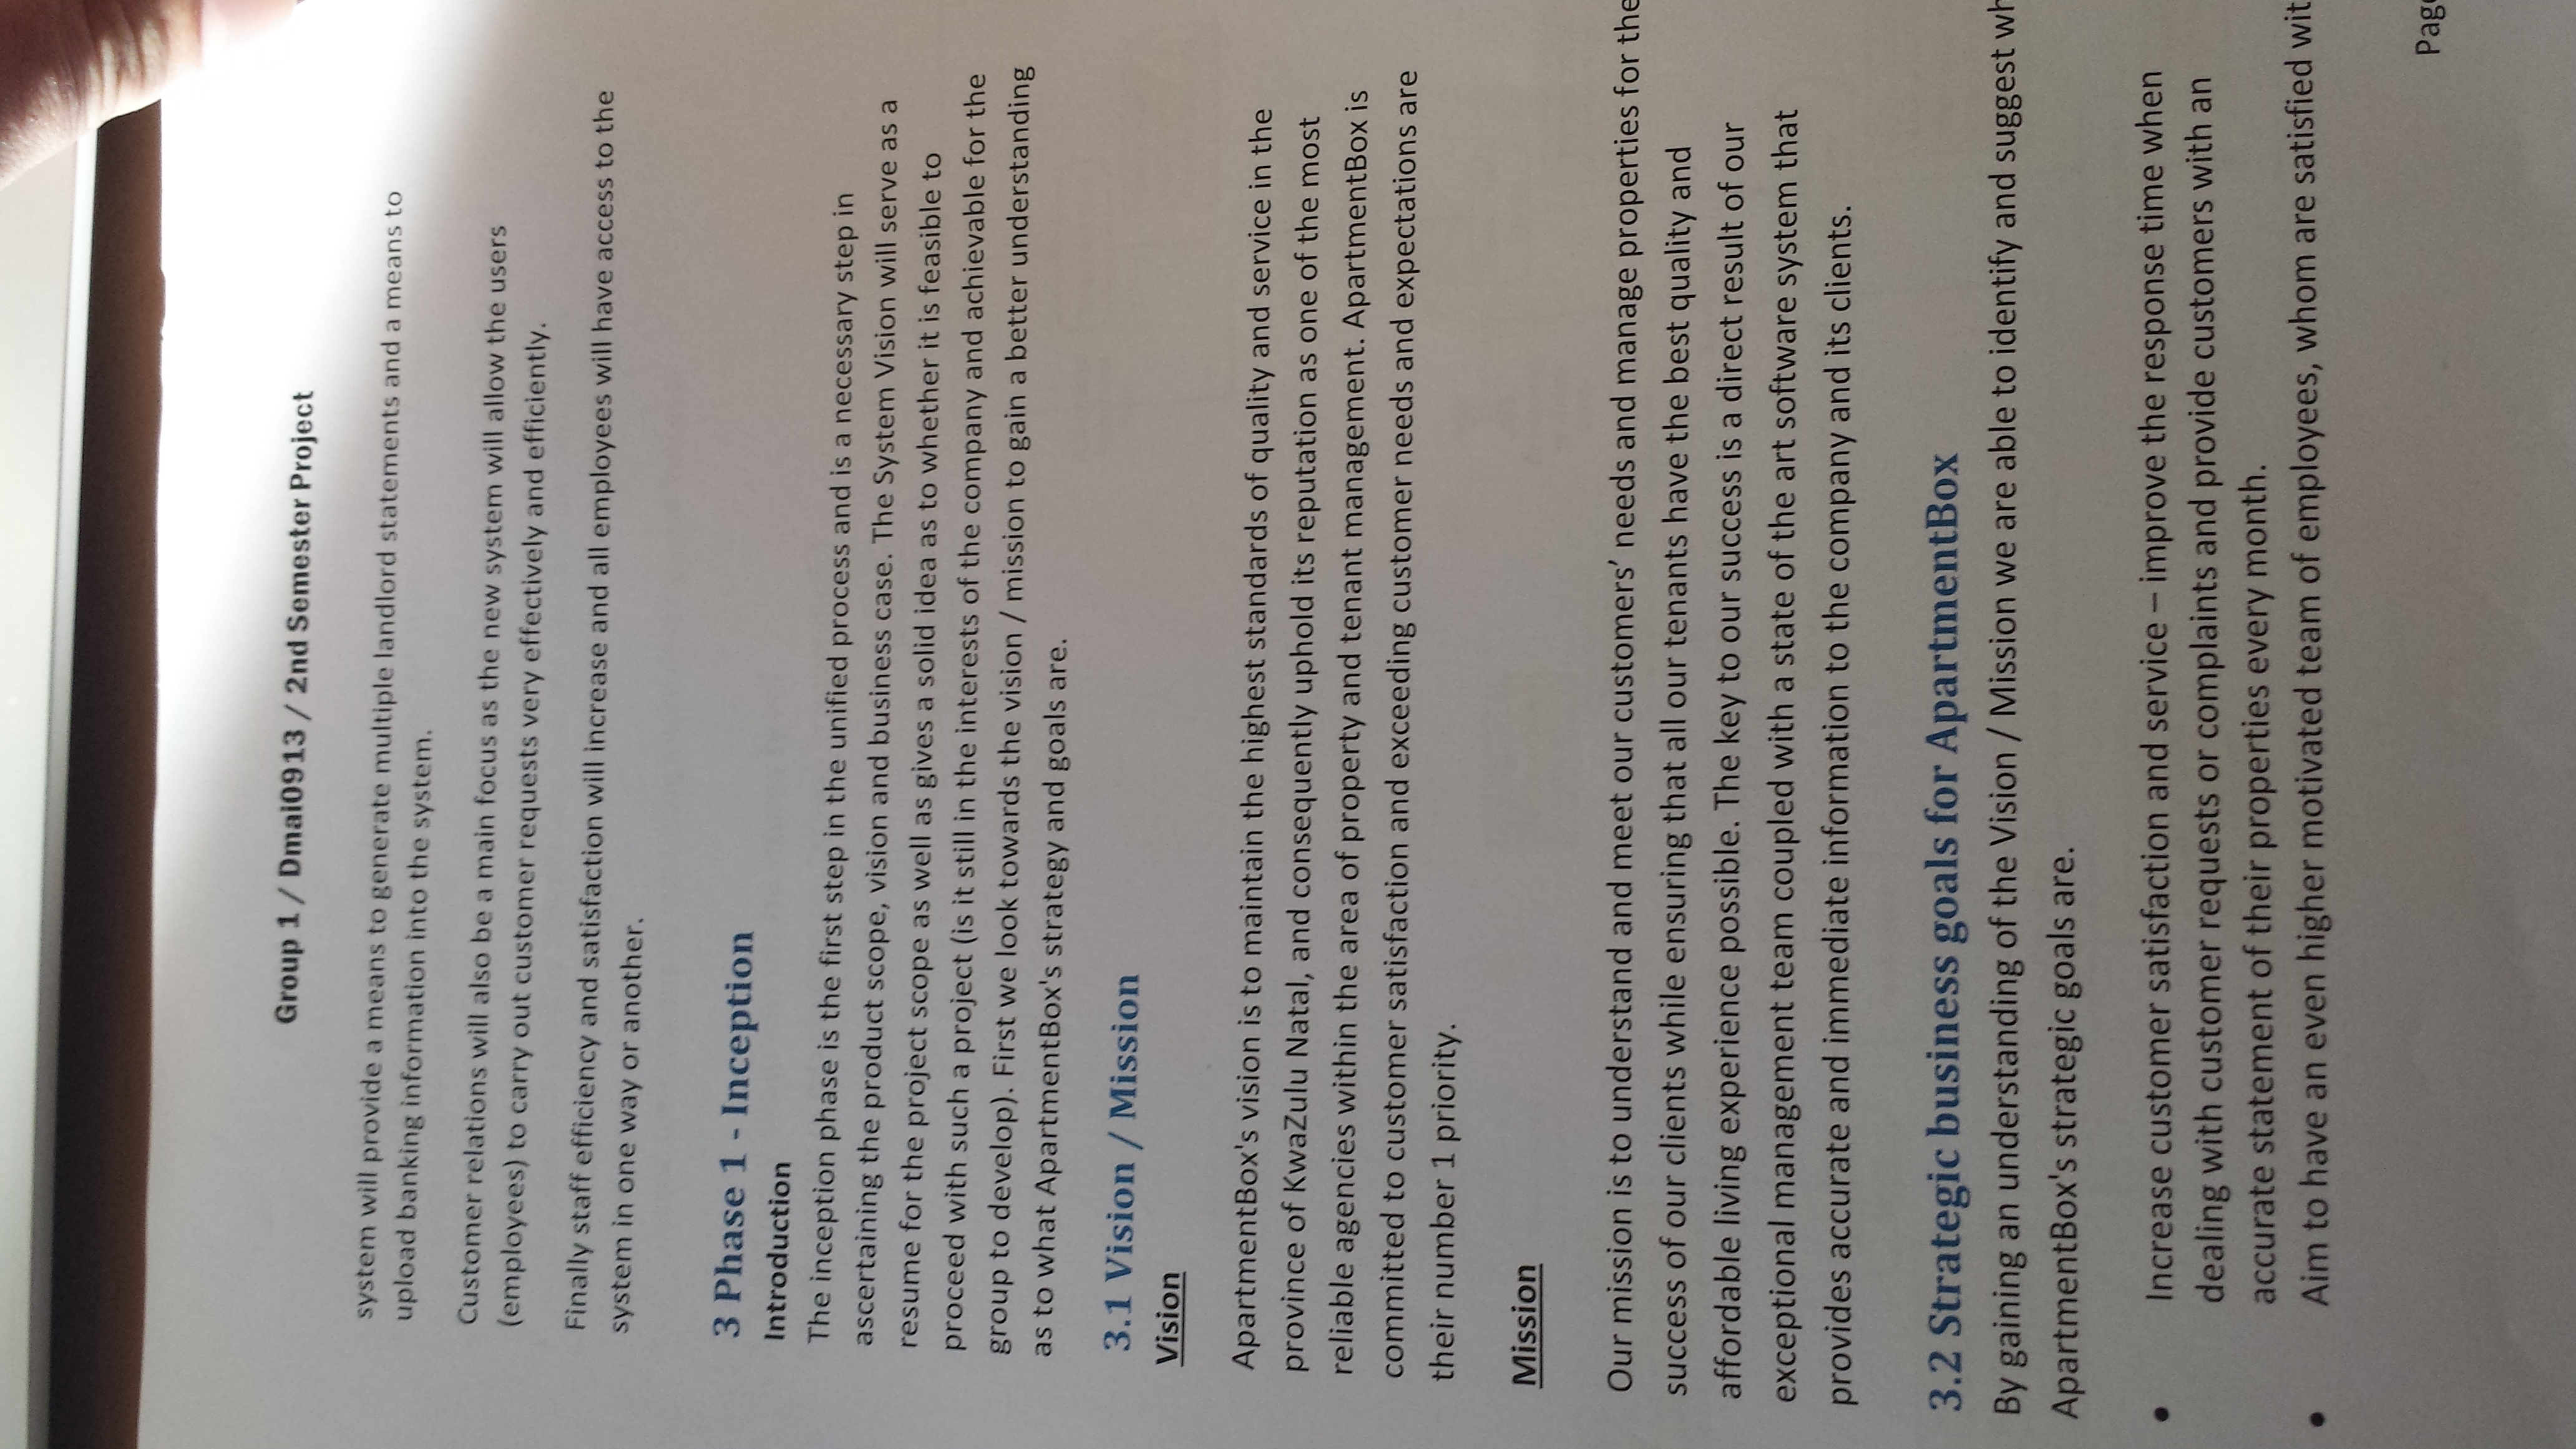 Group 1 / Dmai0913 / 2nd Semester Project
system will provide a means to generate multiple landlord statements and a means to
upload banking information into the system.
Customer relations will also be a main focus as the new system will allow the users
(employees) to carry out customer requests very effectively and efficiently.
Finally staff efficiency and satisfaction will increase and all employees will have access to the
system in one way or another.
3 Phase 1 - Inception
Introduction
The inception phase is the first step in the unified process and is a necessary step in
ascertaining the product scope, vision and business case. The System Vision will serve as a
resume for the project scope as well as gives a solid idea as to whether it is feasible to
proceed with such a project (is it still in the interests of the company and achievable for the
group to develop). First we look towards the vision / mission to gain a better understanding
as to what ApartmentBox's strategy and goals are.
3.1 Vision / Mission
Vision
ApartmentBox's vision is to maintain the highest standards of quality and service in the
province of KwaZulu Natal, and consequently uphold its reputation as one of the most
reliable agencies within the area of property and tenant management. ApartmentBox is
committed to customer satisfaction and exceeding customer needs and expectations are
their number 1 priority.
Mission
Our mission is to understand and meet our customers’ needs and manage properties for the
success of our clients while ensuring that all our tenants have the best quality and
affordable living experience possible. The key to our success is a direct result of our
exceptional management team coupled with a state of the art software system that
provides accurate and immediate information to the company and its clients.
3.2 Strategic business goals for ApartmentBox
By gaining an understanding of the Vision / Mission we are able to identify and suggest
ApartmentBox's strategic goals are.
• Increase customer satisfaction and service – improve the response time when
dealing with customer requests or complaints and provide customers with an
accurate statement of their properties every month.
• Aim to have an even higher motivated team of employees, whom are satisfied